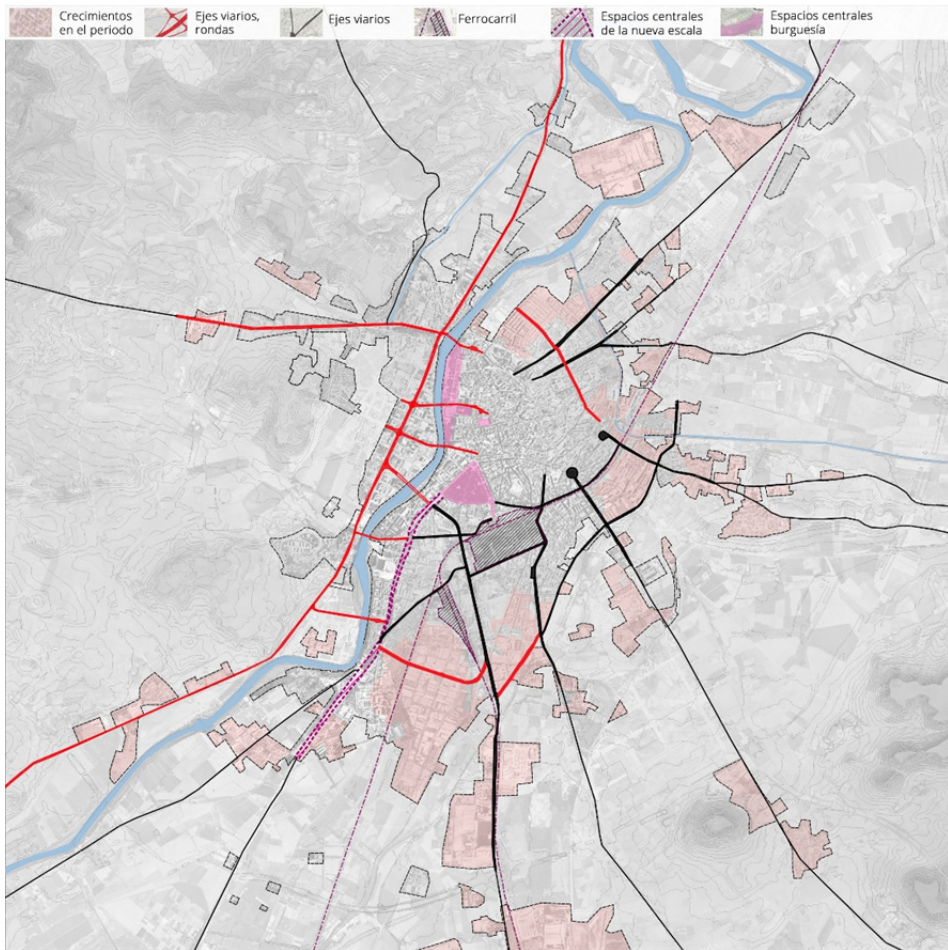 Crecimientos
en el periodo
Ejes viarios,
rondas
Ejes viarios
Ferrocarril
Espacios centrales
de la nueva escala
Espacios centrales
burguesía